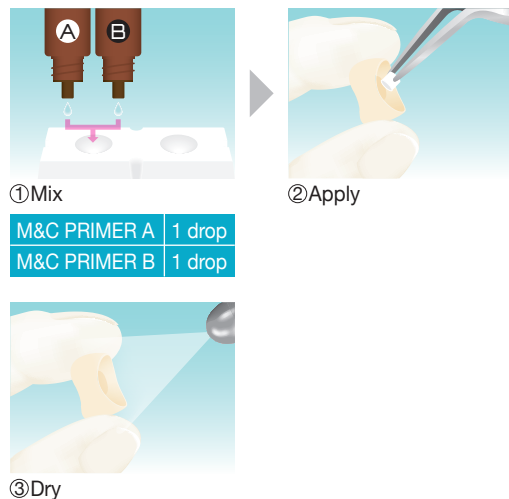 A B
①Mix
②Apply
M&C PRIMER A 1 drop
M&C PRIMER B 1 drop
③Dry